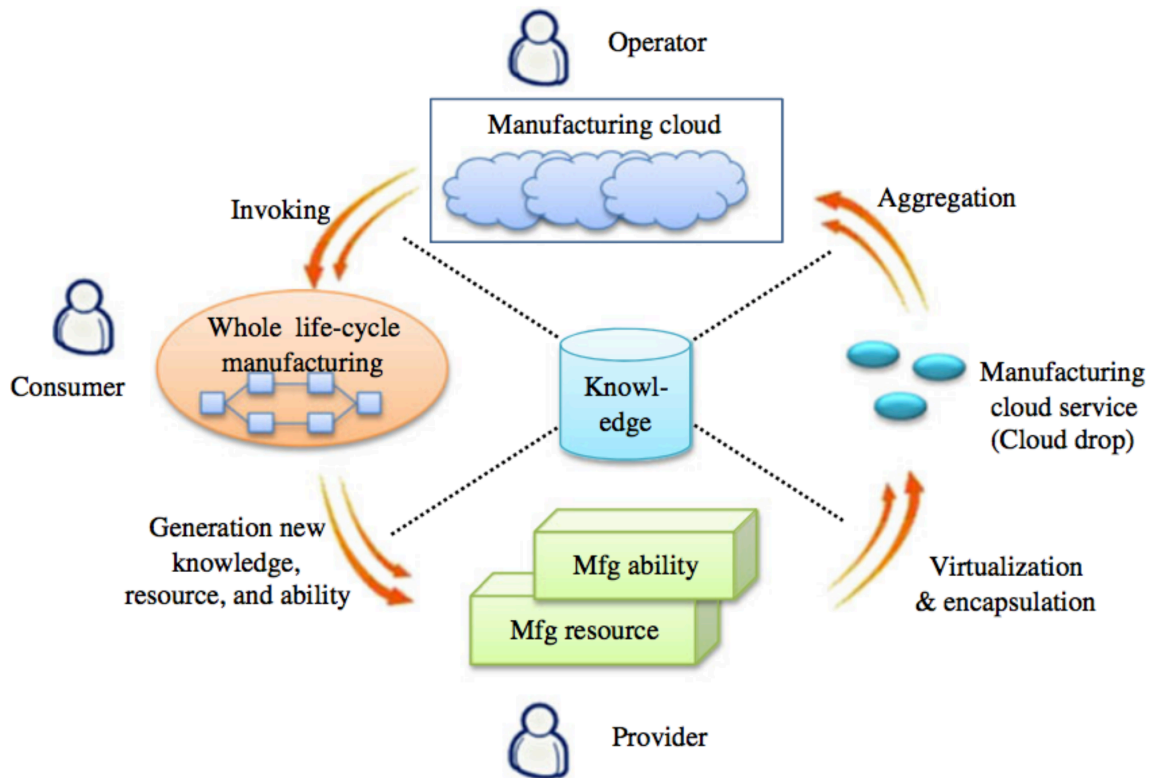 Operator
Manufacturing cloud
Invoking
Aggregation
Consumer
Whole life-cycle
manufacturing
Knowl-
edge
Manufacturing
cloud service
(Cloud drop)
Generation new
knowledge,
resource, and ability
Mfg ability
Mfg resource
Virtualization
& encapsulation
Provider